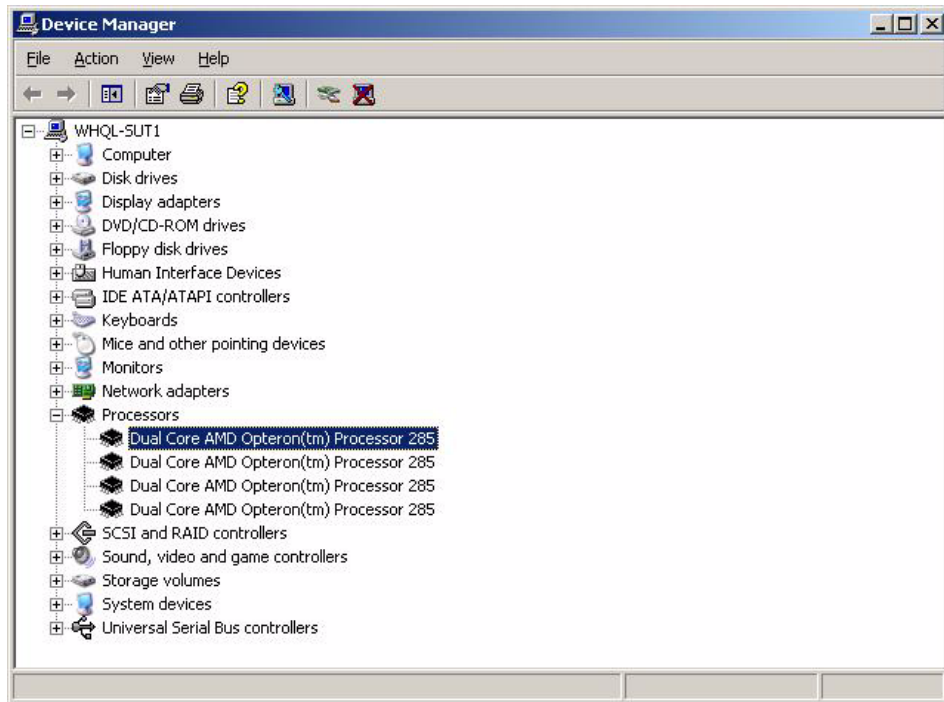 Device Manager
File Action View Help
WHQL-SUT1
Computer
Disk drives
Display adapters
DVD/CD-ROM drives
Floppy disk drives
Human Interface Devices
IDE ATA/ATAPI controllers
Keyboards
Mice and other pointing devices
Monitors
Network adapters
Processors
Dual Core AMD Opteron(tm) Processor 285
Dual Core AMD Opteron(tm) Processor 285
Dual Core AMD Opteron(tm) Processor 285
Dual Core AMD Opteron(tm) Processor 285
SCSI and RAID controllers
Sound, video and game controllers
Storage volumes
System devices
Universal Serial Bus controllers